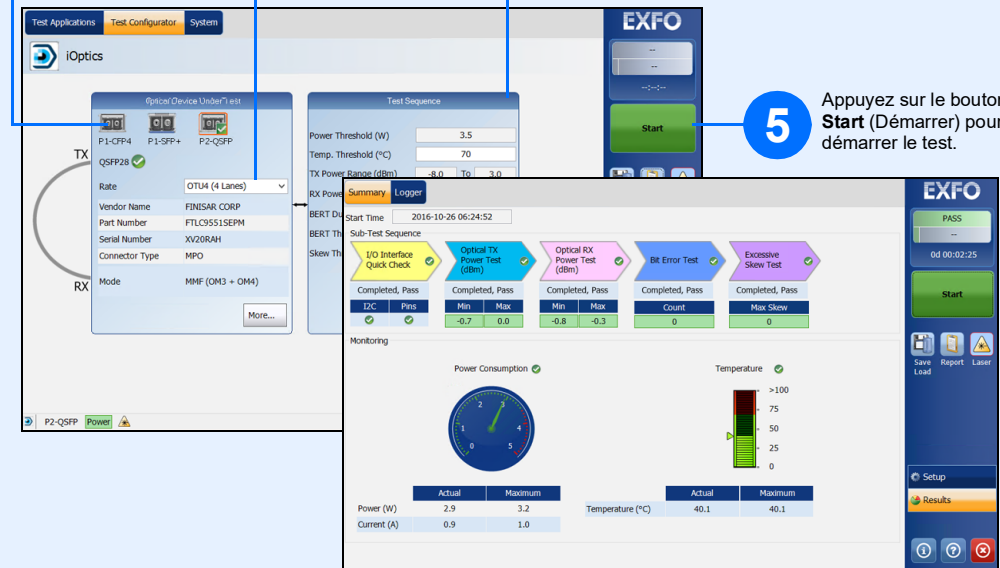 Test Applications
Test Configurator
System
EXFO
iOptics
--
--
--:--:--
Optical Device Under Test
Test Sequence
P1-CFP4
P1-SFP+
P2-QSFP
TX
QSFP28
Rate
OTU4 (4 Lanes)
Vendor Name
FINISAR CORP
Part Number
FTLC9551SEPM
Serial Number
XV20RAH
Connector Type
MPO
Mode
MMF (OM3 + OM4)
RX
More...
Power Threshold (W)
3.5
Temp. Threshold (°C)
70
TX Power Range (dBm)
-8.0 To 3.0
RX Powe
BERT Du
BERT Th
Skew Th
Start
5
Appuyez sur le bouton
Start (Démarrer) pour
démarrer le test.
P2-QSFP
Power
Summary
Logger
EXFO
Start Time
2016-10-26 06:24:52
PASS
--
0d 00:02:25
Sub-Test Sequence
I/O Interface
Quick Check
Optical TX
Power Test
(dBm)
Optical RX
Power Test
(dBm)
Bit Error Test
Excessive
Skew Test
Completed, Pass
Completed, Pass
Completed, Pass
Completed, Pass
Completed, Pass
I2C Pins
Min Max
Min Max
Count
Max Skew
-0.7 0.0
-0.8 -0.3
0
0
Start
Monitoring
Save
Load
Report
Laser
Power Consumption
Temperature
0
1
2
3
4
5
>100
75
50
25
0
Actual Maximum
Power (W) 2.9 3.2
Current (A) 0.9 1.0
Actual Maximum
Temperature (°C) 40.1 40.1
Setup
Results